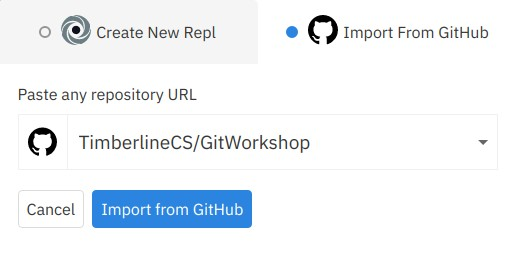 Create New Repl
Import From GitHub
Paste any repository URL
TimberlineCS/GitWorkshop
Cancel
Import from GitHub